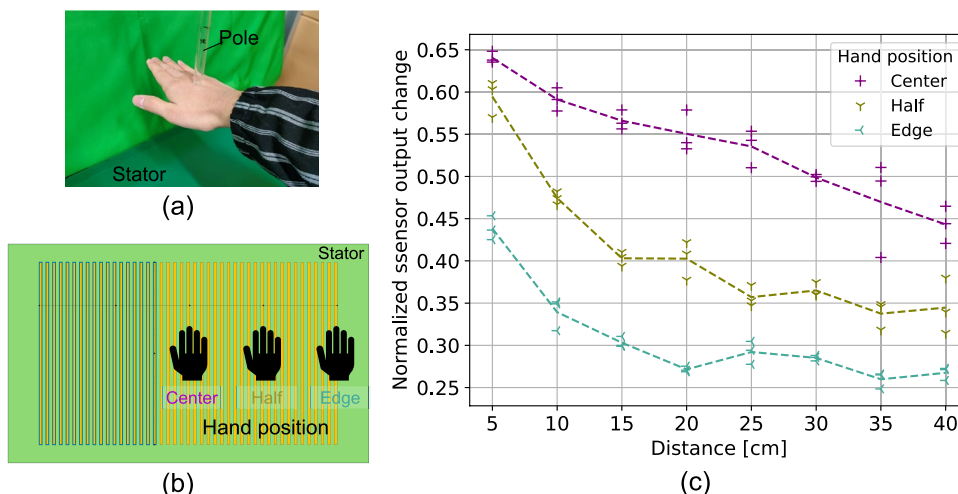 Pole
Stator
(a)
Stator
Center
Half
Edge
Hand position
(b)
Normalized ssensor output change
0.65
0.60
0.55
0.50
0.45
0.40
0.35
0.30
0.25
Hand position
Center
Half
Edge
5
10
15
20
25
30
35
40
Distance [cm]
(c)